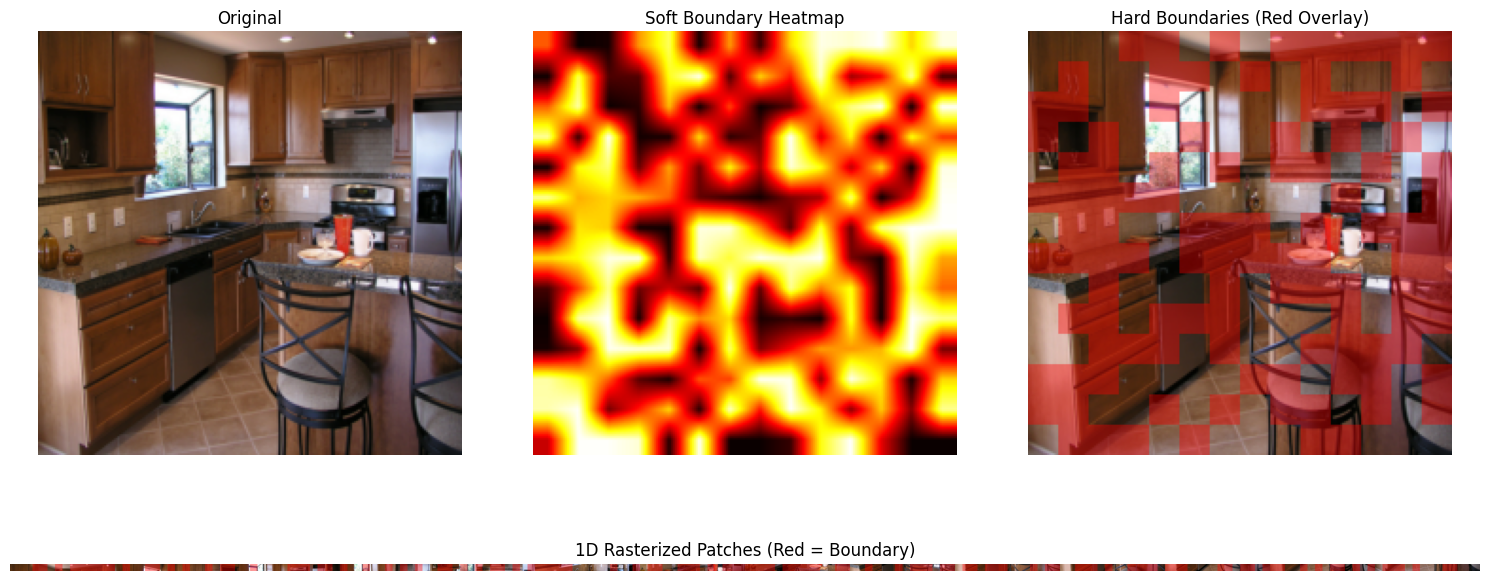 Original
Soft Boundary Heatmap
Hard Boundaries (Red Overlay)
1D Rasterized Patches (Red = Boundary)